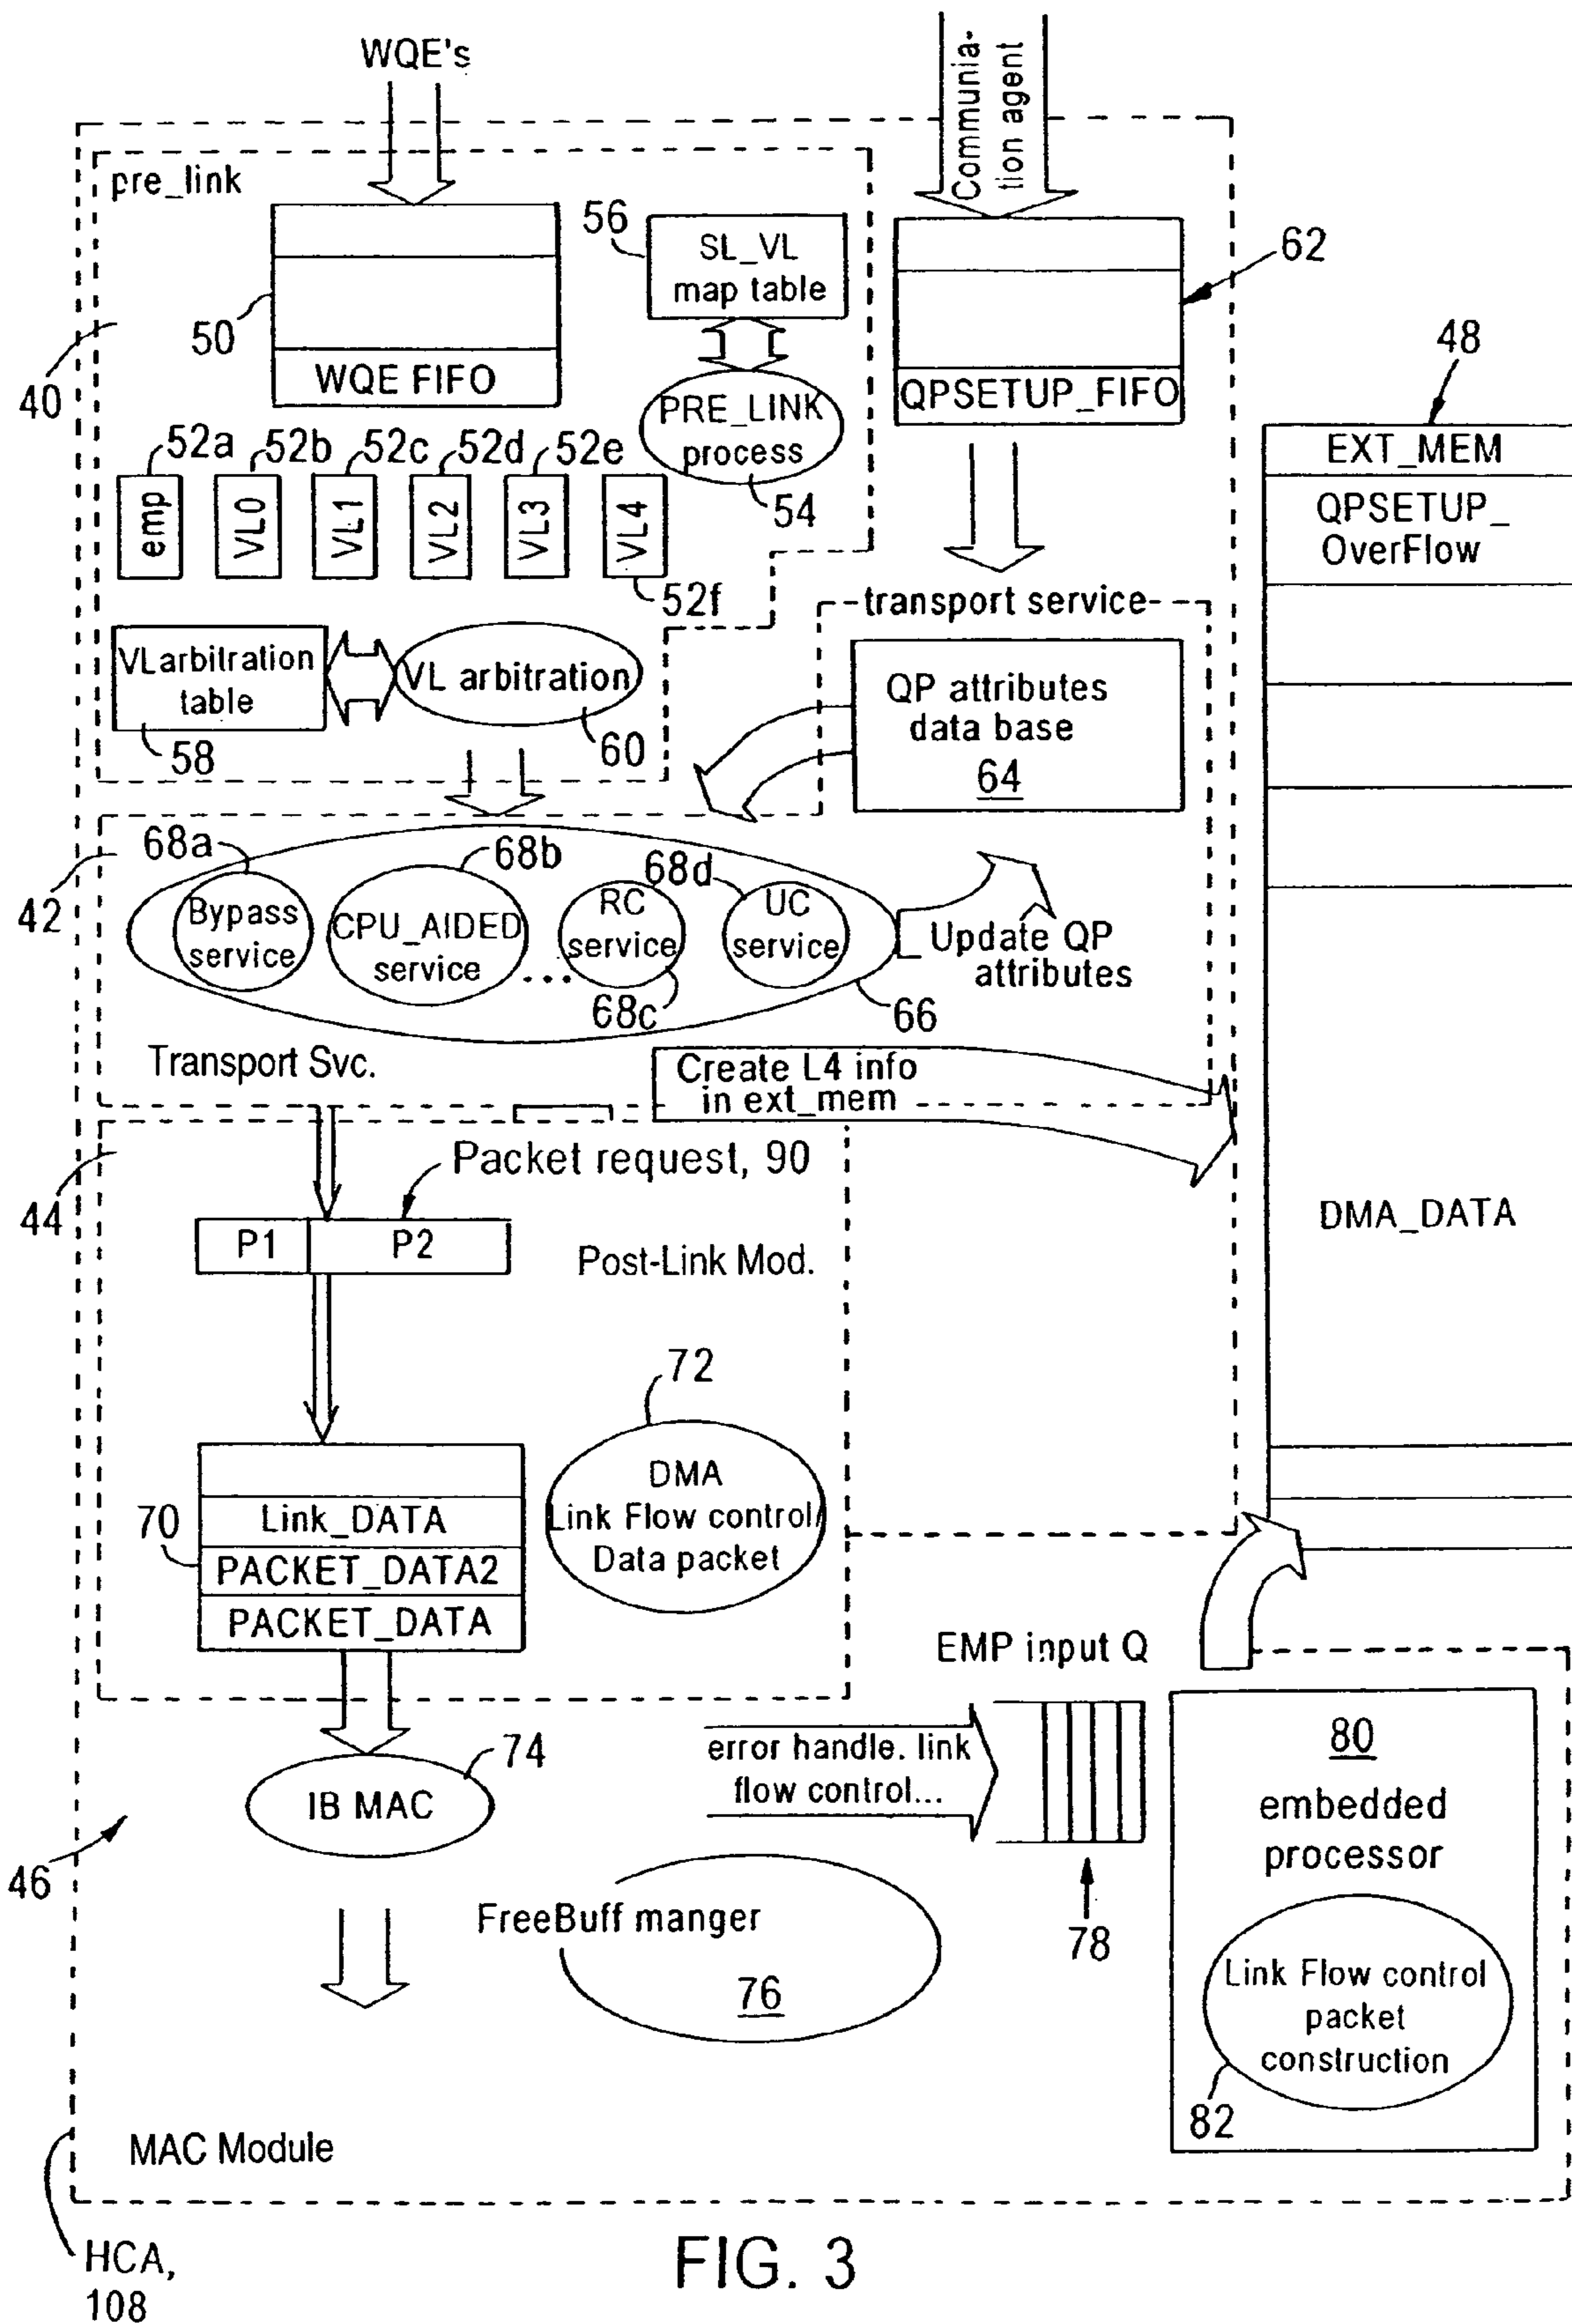 WQE's
Communia-
tion agent
pre_link
56
SL_VL
map table
62
50
WQE FIFO
40
PRE_LINK
process
54
QPSETUP_FIFO
48
EXT_MEM
QPSETUP_
OverFlow
52a
52b
52c
52d
52e
emp
VL0
VL1
VL2
VL3
VL4
52f
transport service
VLarbitration
table
58
VL arbitration
60
QP attributes
data base
64
68a
68b
68d
42
Bypass
service
CPU_AIDED
service
...
RC
service
68c
UC
service
66
Update QP
attributes
Transport Svc.
Create L4 info
in ext_mem
44
Packet request, 90
P1
P2
Post-Link Mod.
DMA_DATA
72
DMA
Link Flow control/
Data packet
70
Link_DATA
PACKET_DATA2
PACKET_DATA
EMP input Q
74
IB MAC
error handle. link
flow control...
78
80
embedded
processor
46
FreeBuff manger
76
Link Flow control
packet
construction
82
MAC Module
HCA,
108
FIG. 3